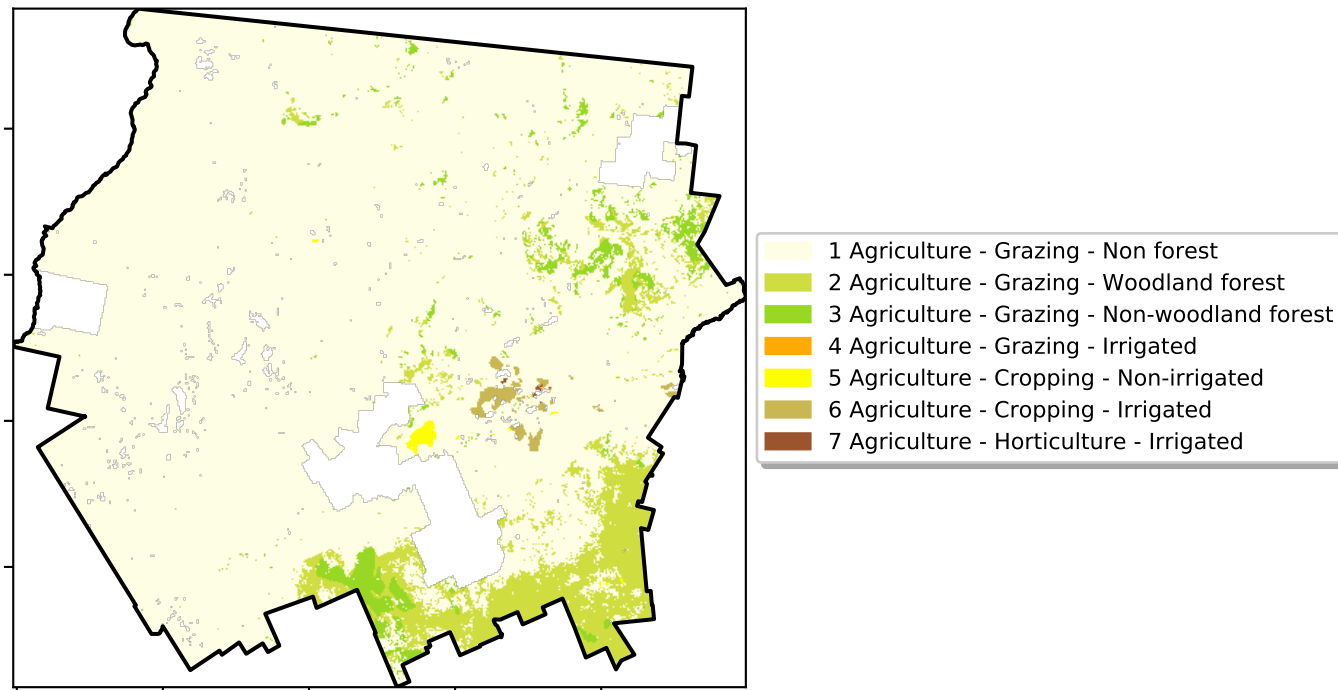 1 Agriculture - Grazing - Non forest
2 Agriculture - Grazing - Woodland forest
3 Agriculture - Grazing - Non-woodland forest
4 Agriculture - Grazing - Irrigated
5 Agriculture - Cropping - Non-irrigated
6 Agriculture - Cropping - Irrigated
7 Agriculture - Horticulture - Irrigated